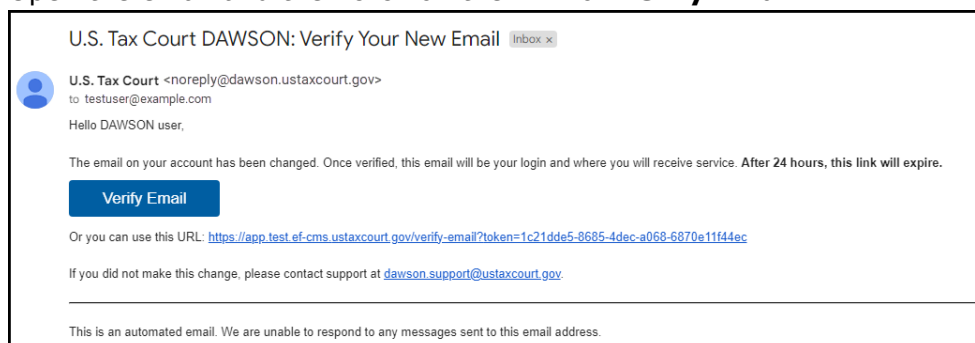 U.S. Tax Court DAWSON: Verify Your New Email Inbox ×
U.S. Tax Court <noreply@dawson.ustaxcourt.gov>
to testuser@example.com
Hello DAWSON user,
The email on your account has been changed. Once verified, this email will be your login and where you will receive service. After 24 hours, this link will expire.
Verify Email
Or you can use this URL: https://app.test.ef-cms.ustaxcourt.gov/verify-email?token=1c21dde5-8685-4dec-a068-6870e11f44ec
If you did not make this change, please contact support at dawson.support@ustaxcourt.gov.
This is an automated email. We are unable to respond to any messages sent to this email address.